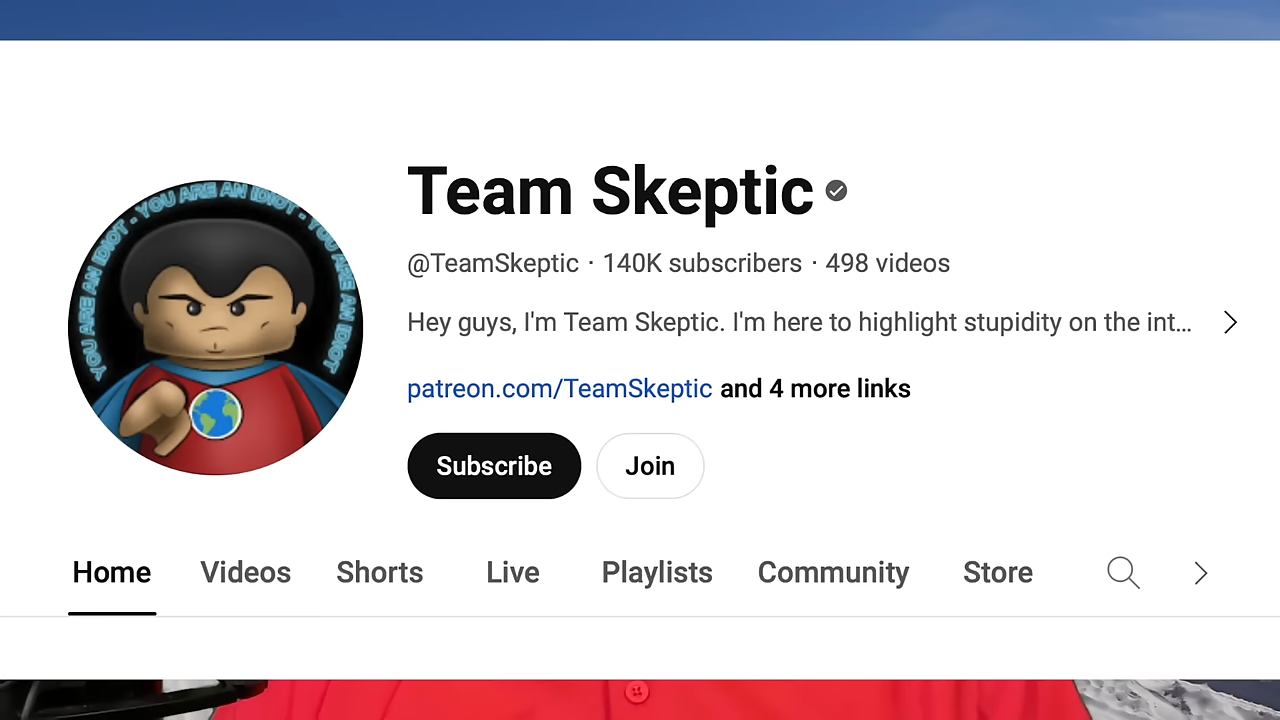 YOU ARE AN IDIOT - YOU ARE AN IDIOT - YOU ARE AN IDIOT
Team Skeptic
@TeamSkeptic · 140K subscribers · 498 videos
Hey guys, I'm Team Skeptic. I'm here to highlight stupidity on the int...
patreon.com/TeamSkeptic and 4 more links
Subscribe Join
Home Videos Shorts Live Playlists Community Store